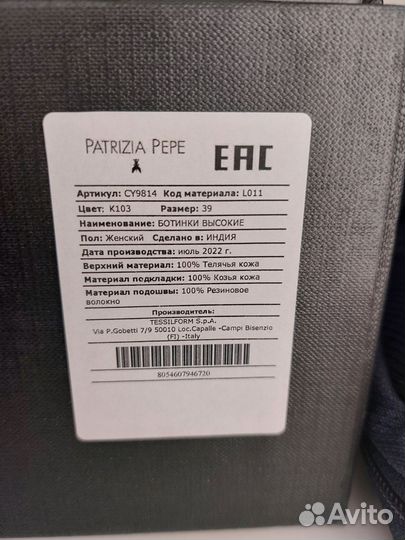 PATRIZIA PEPE
EAC
Артикул: CY9814 Код материала: L011
Цвет: K103 Размер: 39
Наименование: БОТИНКИ ВЫСОКИЕ
Пол: Женский Сделано в: ИНДИЯ
Дата производства: июль 2022 г.
Верхний материал: 100% Телячья кожа
Материал подкладки: 100% Козья кожа
Материал подошвы: 100% Резиновое
волокно
Производитель:
TESSILFORM S.p.A.
Via P.Gobetti 7/9 50010 Loc.Capalle -Campi Bisenzio
(FI) -Italy
8054607946720
Avito